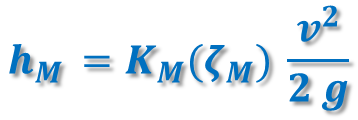 h_M = K_M(ζ_M) v²/2 g